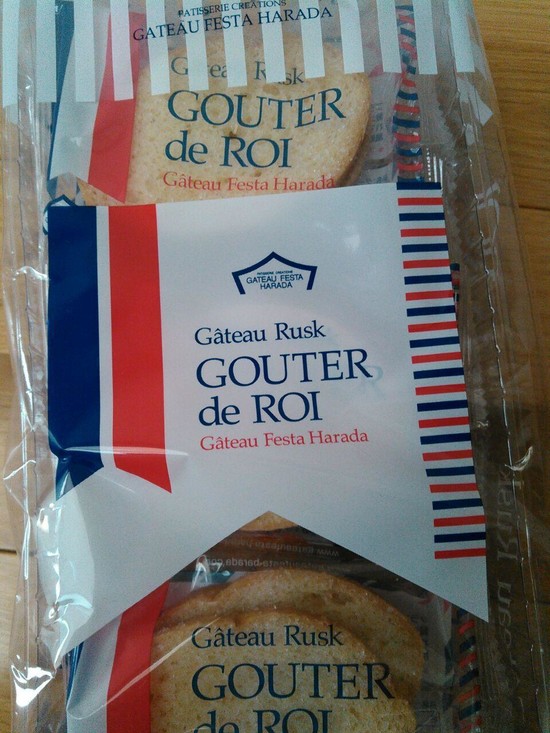 PATISSERIE CREATIONS
GATEAU FESTA HARADA
Gâteau Rusk
GOUTER
de ROI
Gâteau Festa Harada
PATISSERIE CREATIONS
GATEAU FESTA
HARADA
Gâteau Rusk
GOUTER
de ROI
Gâteau Festa Harada
Gâteau Rusk
GOUTER
de ROI